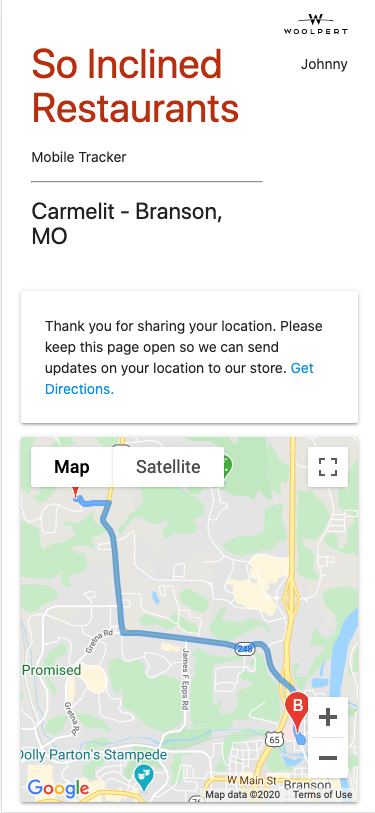 WOOLPERT
So Inclined
Restaurants
Johnny
Mobile Tracker
Carmelit - Branson,
MO
Thank you for sharing your location. Please
keep this page open so we can send
updates on your location to our store. Get
Directions.
Map
Satellite
Gretna Rd
248
James F. Epps Rd
Promised
Gretna Rd
B
65
Dolly Parton's Stampede
W Main St
Branson
Google
Map data ©2020
Terms of Use